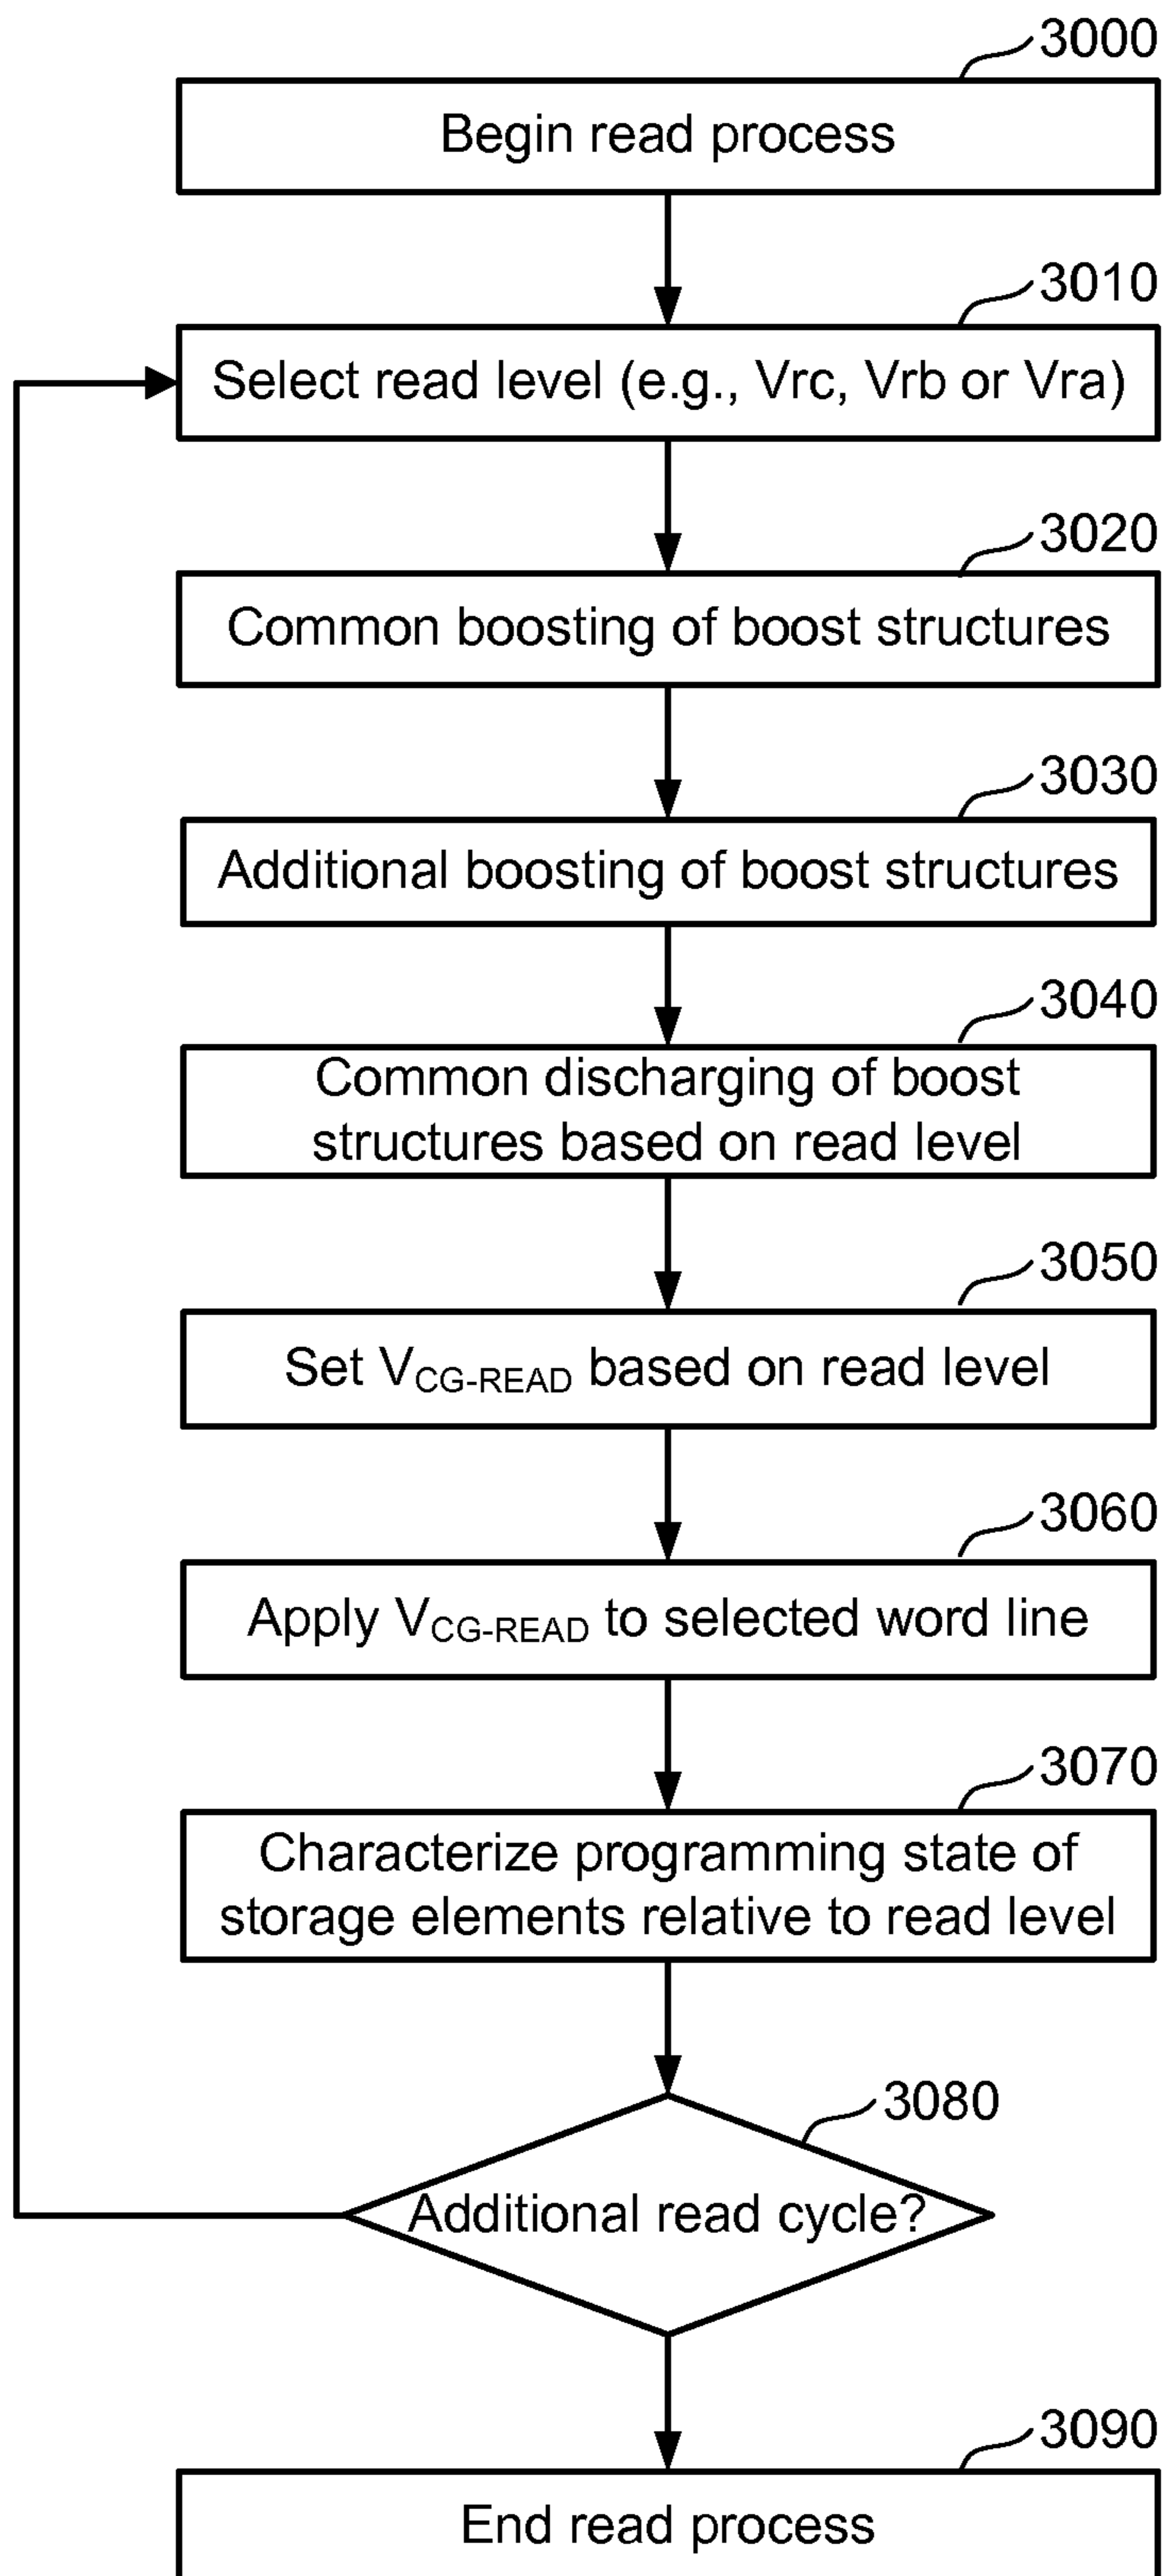 3000
Begin read process
3010
Select read level (e.g., Vrc, Vrb or Vra)
3020
Common boosting of boost structures
3030
Additional boosting of boost structures
3040
Common discharging of boost
structures based on read level
3050
Set VCG-READ based on read level
3060
Apply VCG-READ to selected word line
3070
Characterize programming state of
storage elements relative to read level
3080
Additional read cycle?
3090
End read process